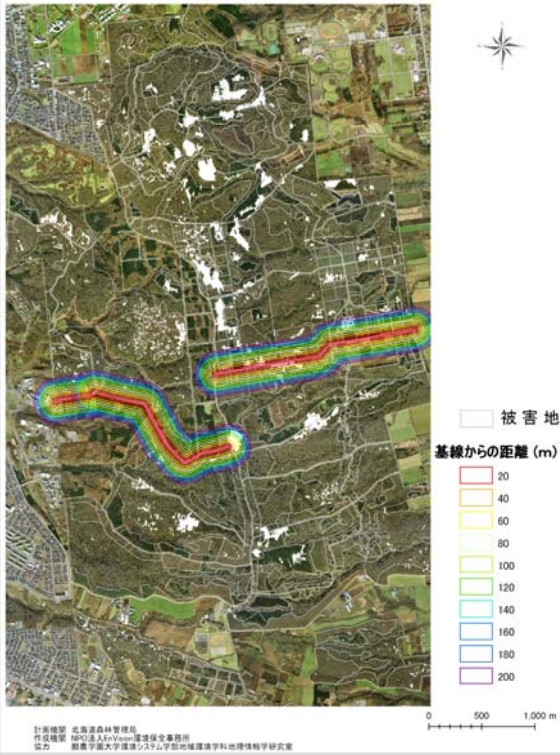 被害地
基線からの距離 (m)
20
40
60
80
100
120
140
160
180
200
0 500 1,000 m
計画機関 北海道森林管理局
作成機関 NPO法人EnVision環境保全事務所
協力 酪農学園大学環境システム学部地域環境学科地理情報学研究室